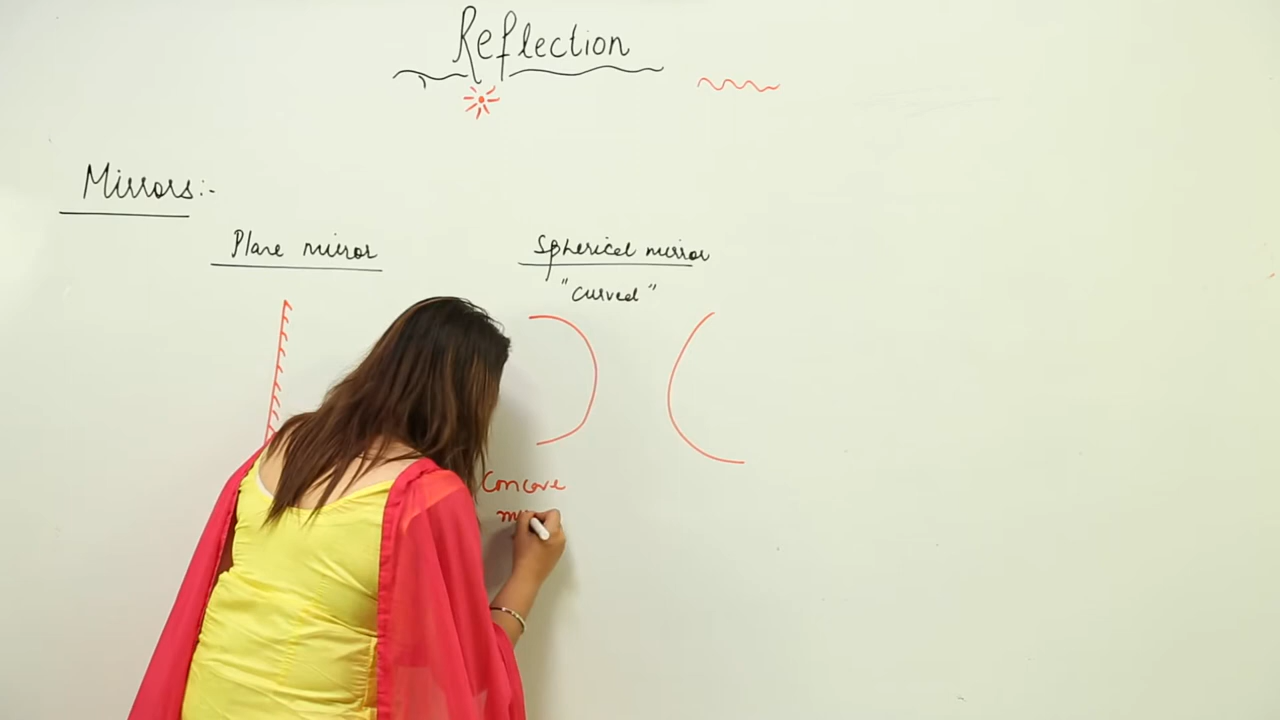 Reflection
Mirrors:-
Plane mirror
Spherical mirror
"curved"
Concave